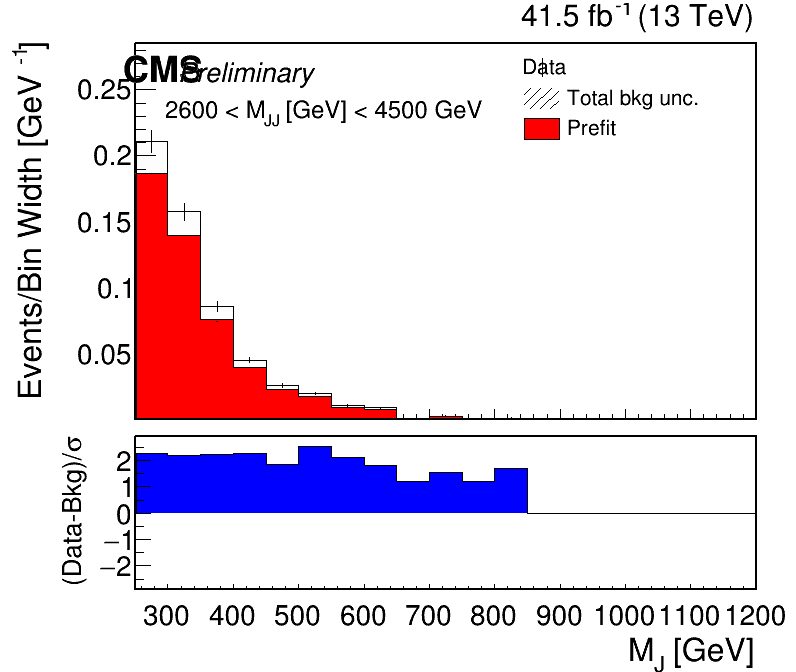 41.5 fb⁻¹ (13 TeV)
CMS Preliminary
2600 < M_JJ [GeV] < 4500 GeV
Data
Total bkg unc.
Prefit
Events/Bin Width [GeV⁻¹]
0.25
0.2
0.15
0.1
0.05
(Data-Bkg)/σ
2
1
0
−1
−2
300 400 500 600 700 800 900 1000 1100 1200
M_J [GeV]